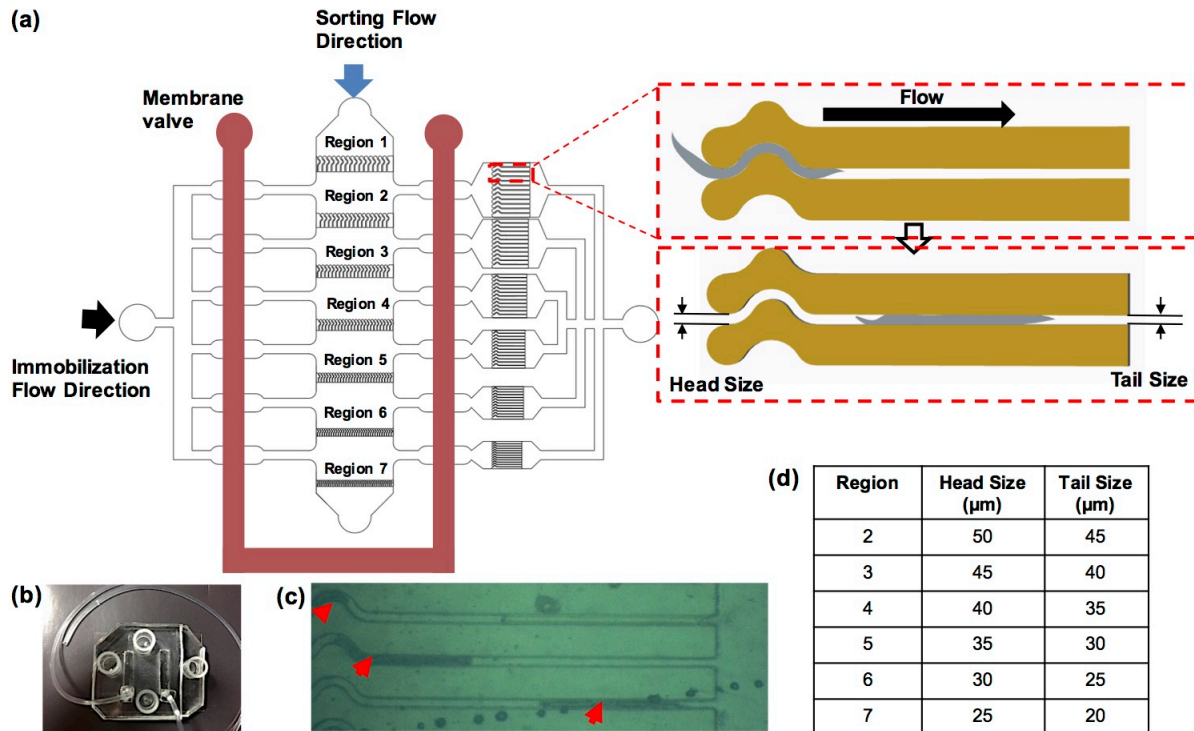 (a)
Sorting Flow
Direction
Membrane
valve
Region 1
Region 2
Region 3
Region 4
Region 5
Region 6
Region 7
Immobilization
Flow Direction
Flow
Head Size
Tail Size
(b)
(c)
(d)
Region Head Size (µm) Tail Size (µm)
2 50 45
3 45 40
4 40 35
5 35 30
6 30 25
7 25 20